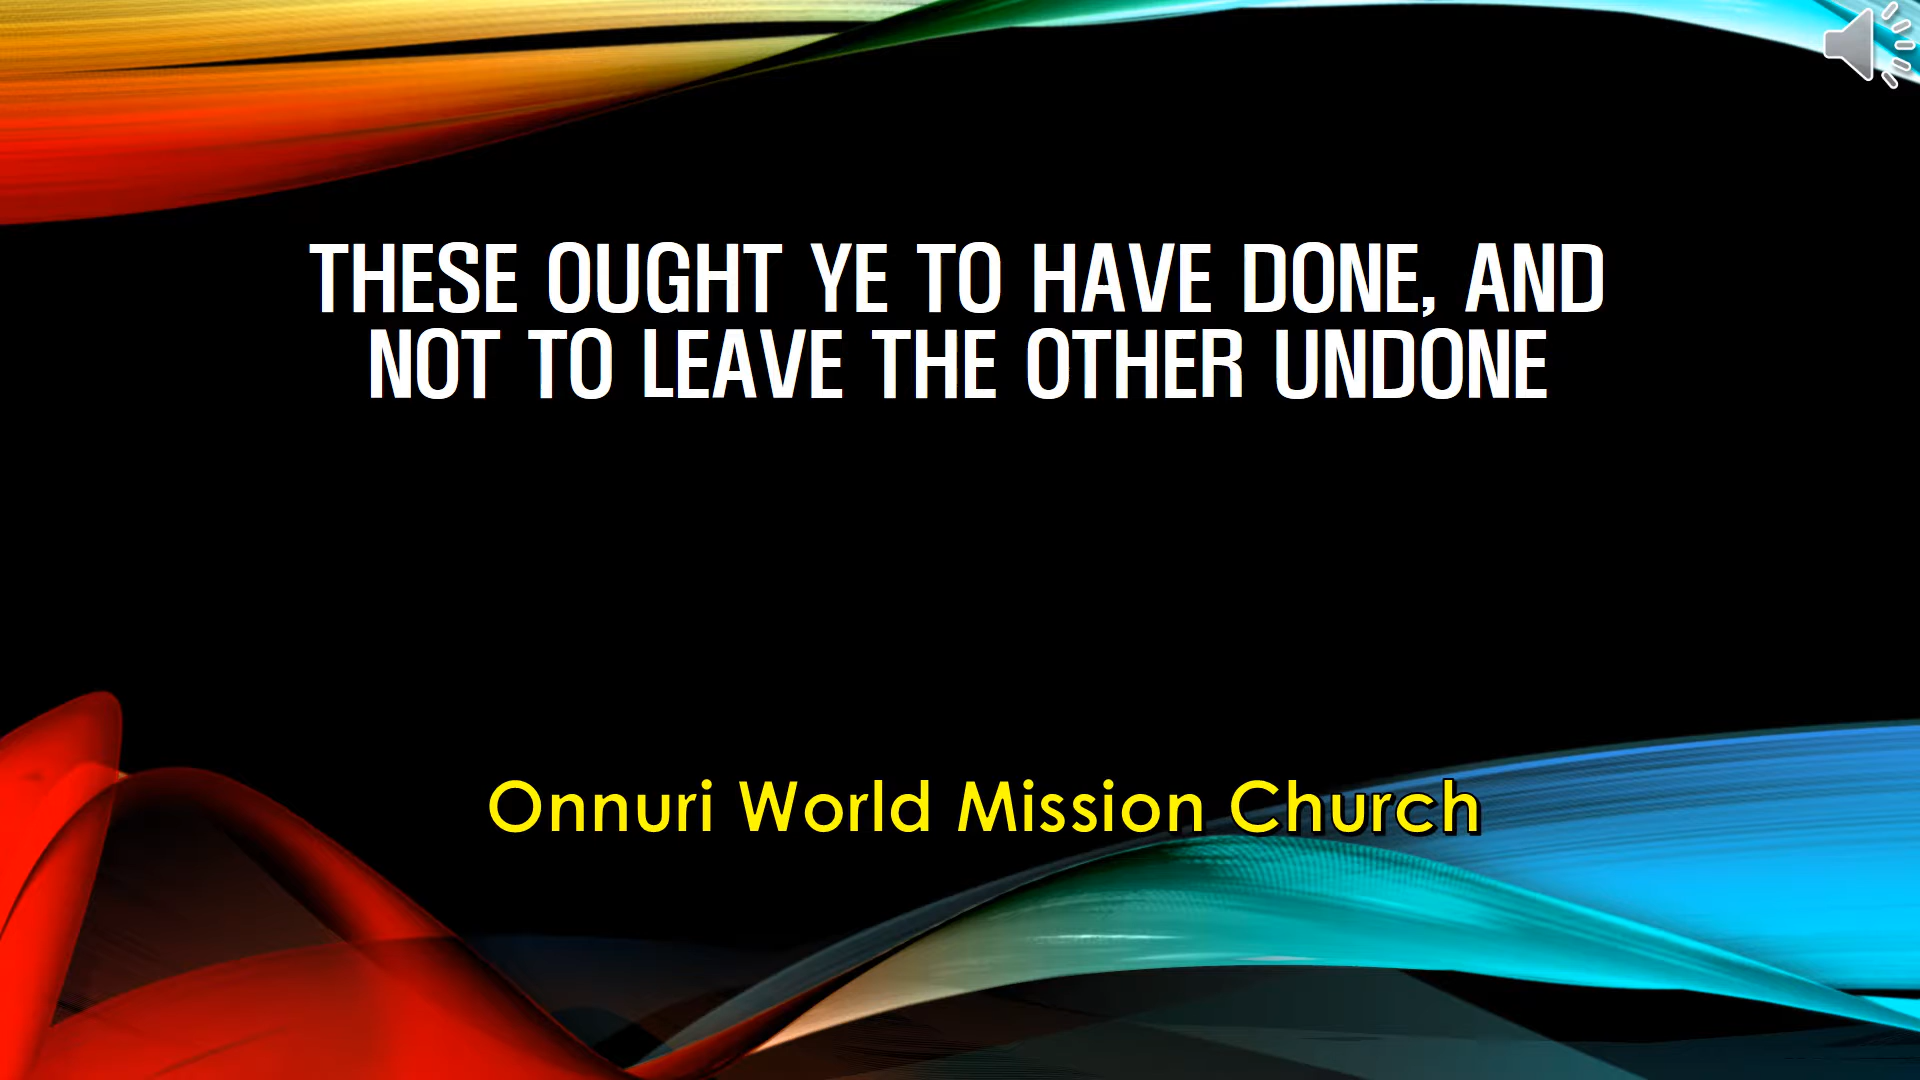 THESE OUGHT YE TO HAVE DONE, AND
NOT TO LEAVE THE OTHER UNDONE
Onnuri World Mission Church